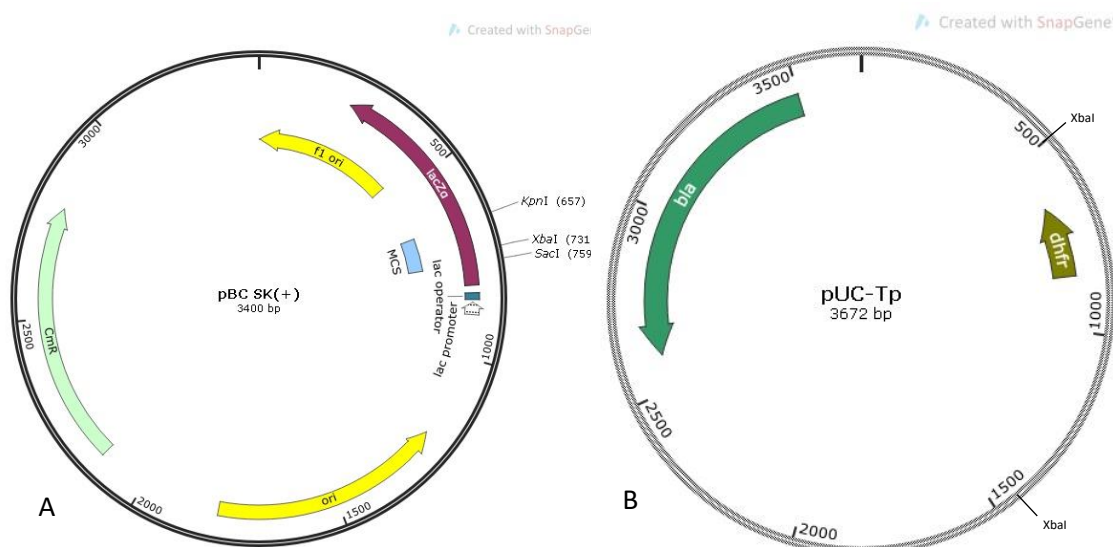 Created with SnapGene
500
lacZα
f1 ori
3000
KpnI (657)
XbaI (731
SacI (759
MCS
lac operator
lac promoter
pBC SK(+)
3400 bp
CmR
2500
1000
ori
2000
1500
A
Created with SnapGene
3500
500
XbaI
bla
3000
dhfr
pUC-Tp
3672 bp
1000
2500
1500
2000
XbaI
B